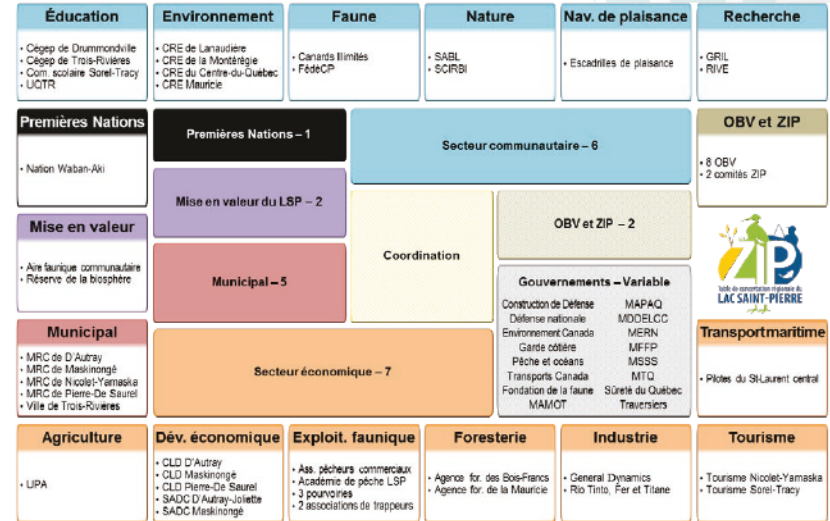 Éducation
• Cégep de Drummondville
• Cégep de Trois-Rivières
• Com. scolaire Sorel-Tracy
• UQTR
Environnement
• CRE de Lanaudière
• CRE de la Montérégie
• CRE du Centre-du-Québec
• CRE Mauricie
Faune
• Canards Illimités
• FédéCP
Nature
• SABL
• SCIRBI
Nav. de plaisance
• Escadrilles de plaisance
Recherche
• GRIL
• RIVE
Premières Nations
• Nation Waban-Aki
Premières Nations – 1
Secteur communautaire – 6
OBV et ZIP
• 8 OBV
• 2 comités ZIP
Mise en valeur
• Aire faunique communautaire
• Réserve de la biosphère
Mise en valeur du LSP – 2
Coordination
OBV et ZIP – 2
ZIP
Table de concertation régionale du
LAC SAINT-PIERRE
Municipal
• MRC de D'Autray
• MRC de Maskinongé
• MRC de Nicolet-Yamaska
• MRC de Pierre-De Saurel
• Ville de Trois-Rivières
Municipal – 5
Secteur économique – 7
Gouvernements – Variable
Construction de Défense MAPAQ
Défense nationale MDDELCC
Environnement Canada MERN
Garde côtière MFFP
Pêche et océans MSSS
Transports Canada MTQ
Fondation de la faune Sûreté du Québec
MAMOT Traversiers
Transport maritime
• Pilotes du St-Laurent central
Agriculture
• UPA
Dév. économique
• CLD D'Autray
• CLD Maskinongé
• CLD Pierre-De Saurel
• SADC D'Autray-Joliette
• SADC Maskinongé
Exploit. faunique
• Ass. pêcheurs commerciaux
• Académie de pêche LSP
• 3 pourvoiries
• 2 associations de trappeurs
Foresterie
• Agence for. des Bois-Francs
• Agence for. de la Mauricie
Industrie
• General Dynamics
• Rio Tinto, Fer et Titane
Tourisme
• Tourisme Nicolet-Yamaska
• Tourisme Sorel-Tracy